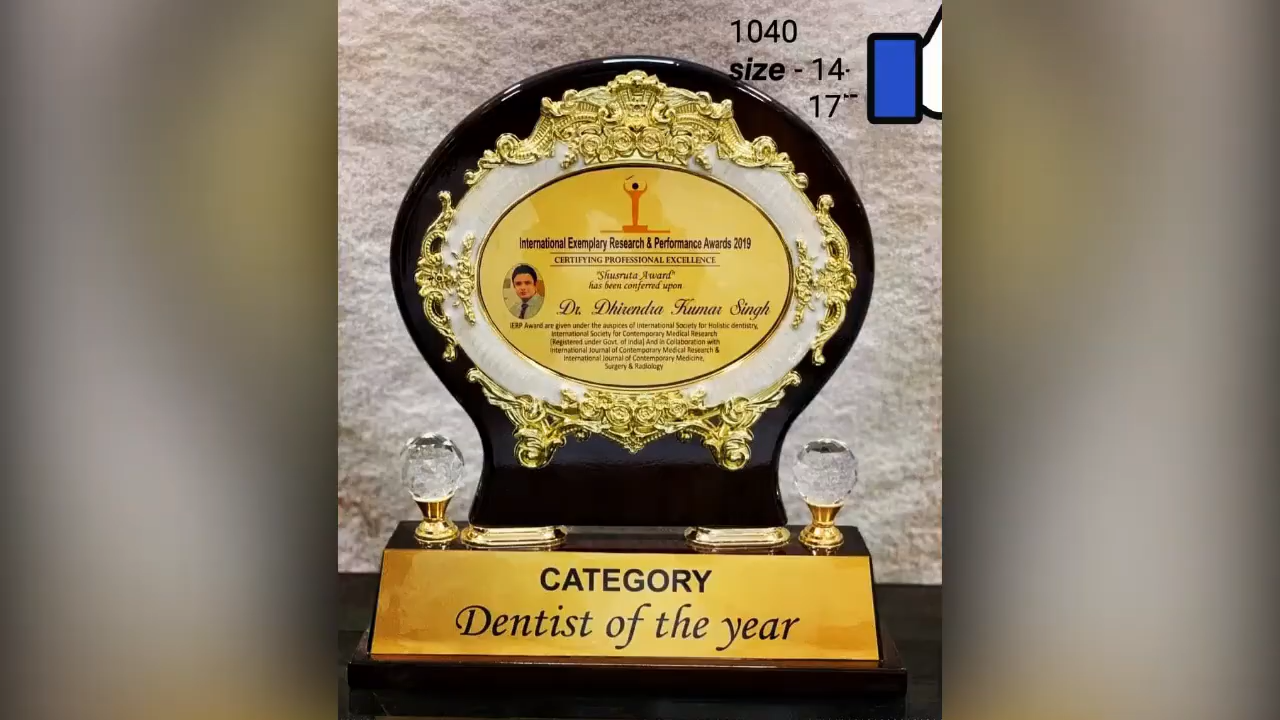 1040
size - 14"
17"
International Exemplary Research & Performance Awards 2019
CERTIFYING PROFESSIONAL EXCELLENCE
"Shusruta Award"
has been conferred upon
Dr. Dhirendra Kumar Singh
IERP Award are given under the auspices of International Society for Holistic dentistry,
International Society for Contemporary Medical Research
(Registered under Govt. of India) And in Collaboration with
International Journal of Contemporary Medical Research &
International Journal of Contemporary Medicine,
Surgery & Radiology
CATEGORY
Dentist of the year